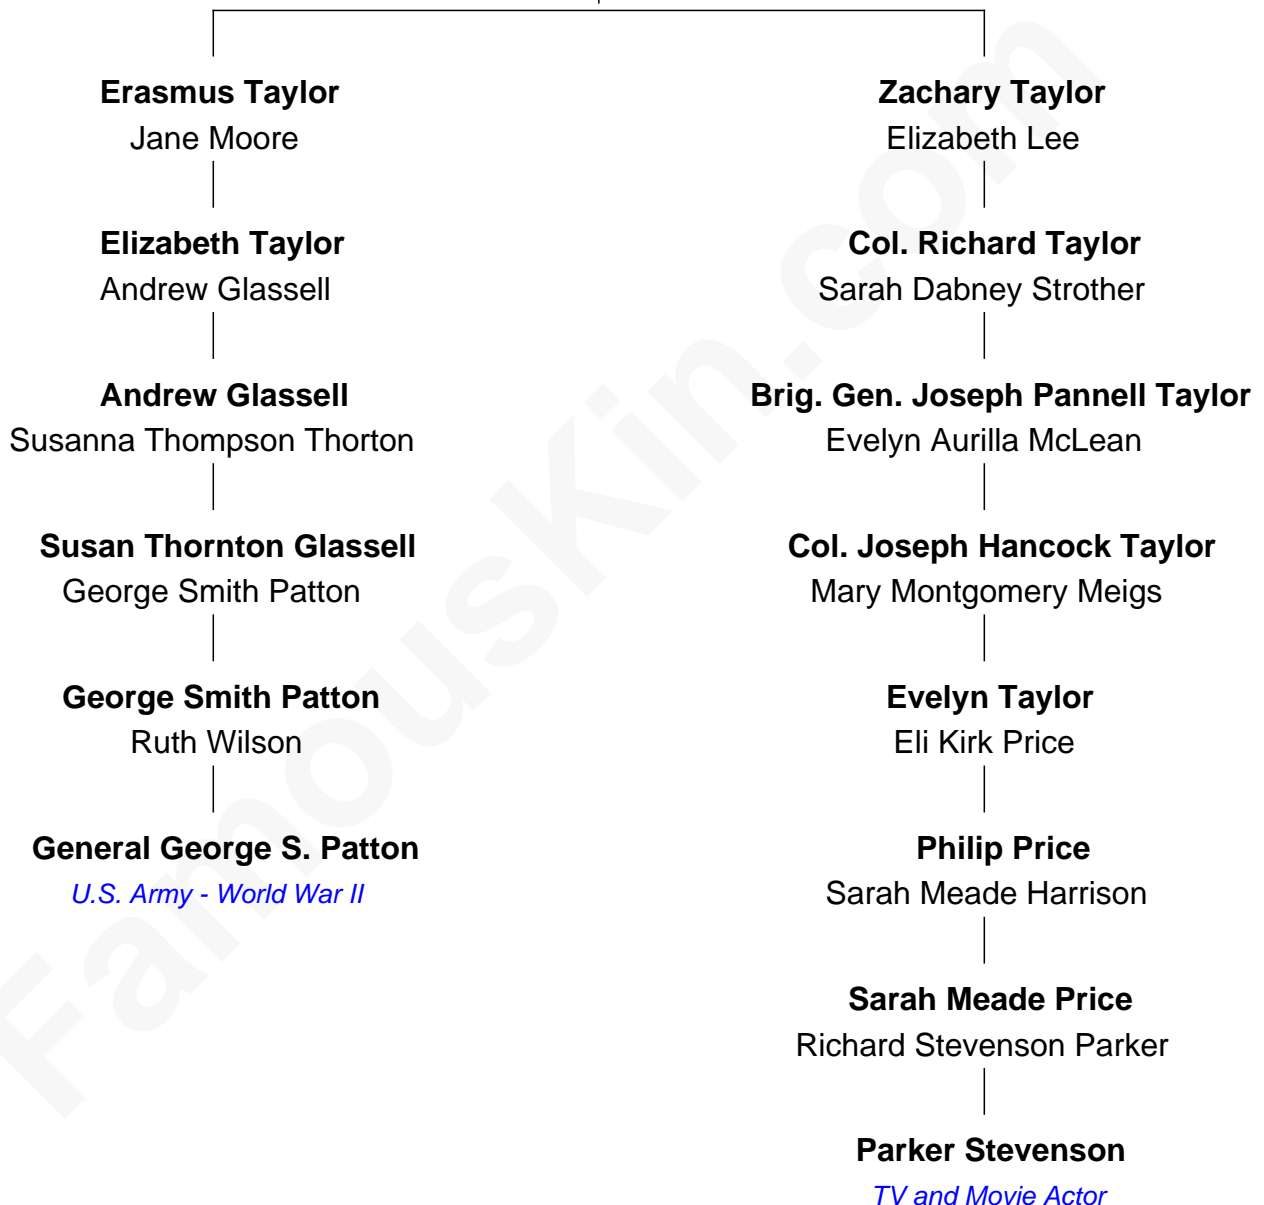 Erasmus Taylor
Jane Moore
Elizabeth Taylor
Andrew Glassell
Andrew Glassell
Susanna Thompson Thorton
Susan Thornton Glassell
George Smith Patton
George Smith Patton
Ruth Wilson
General George S. Patton
U.S. Army - World War II
Zachary Taylor
Elizabeth Lee
Col. Richard Taylor
Sarah Dabney Strother
Brig. Gen. Joseph Pannell Taylor
Evelyn Aurilla McLean
Col. Joseph Hancock Taylor
Mary Montgomery Meigs
Evelyn Taylor
Eli Kirk Price
Philip Price
Sarah Meade Harrison
Sarah Meade Price
Richard Stevenson Parker
Parker Stevenson
TV and Movie Actor
FamousKin.com